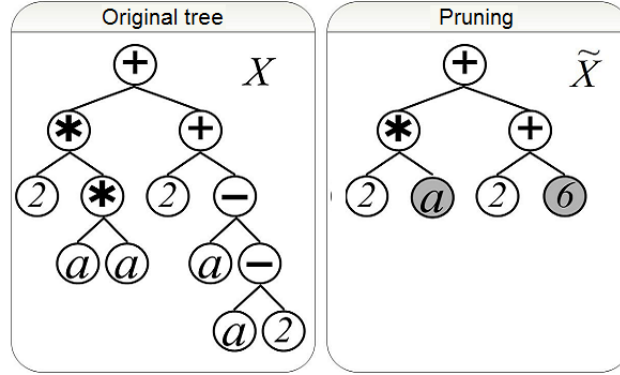 Original tree
Pruning
+ X
* +
2 * 2 −
a a a −
a 2
+ X̃
* +
2 a 2 6